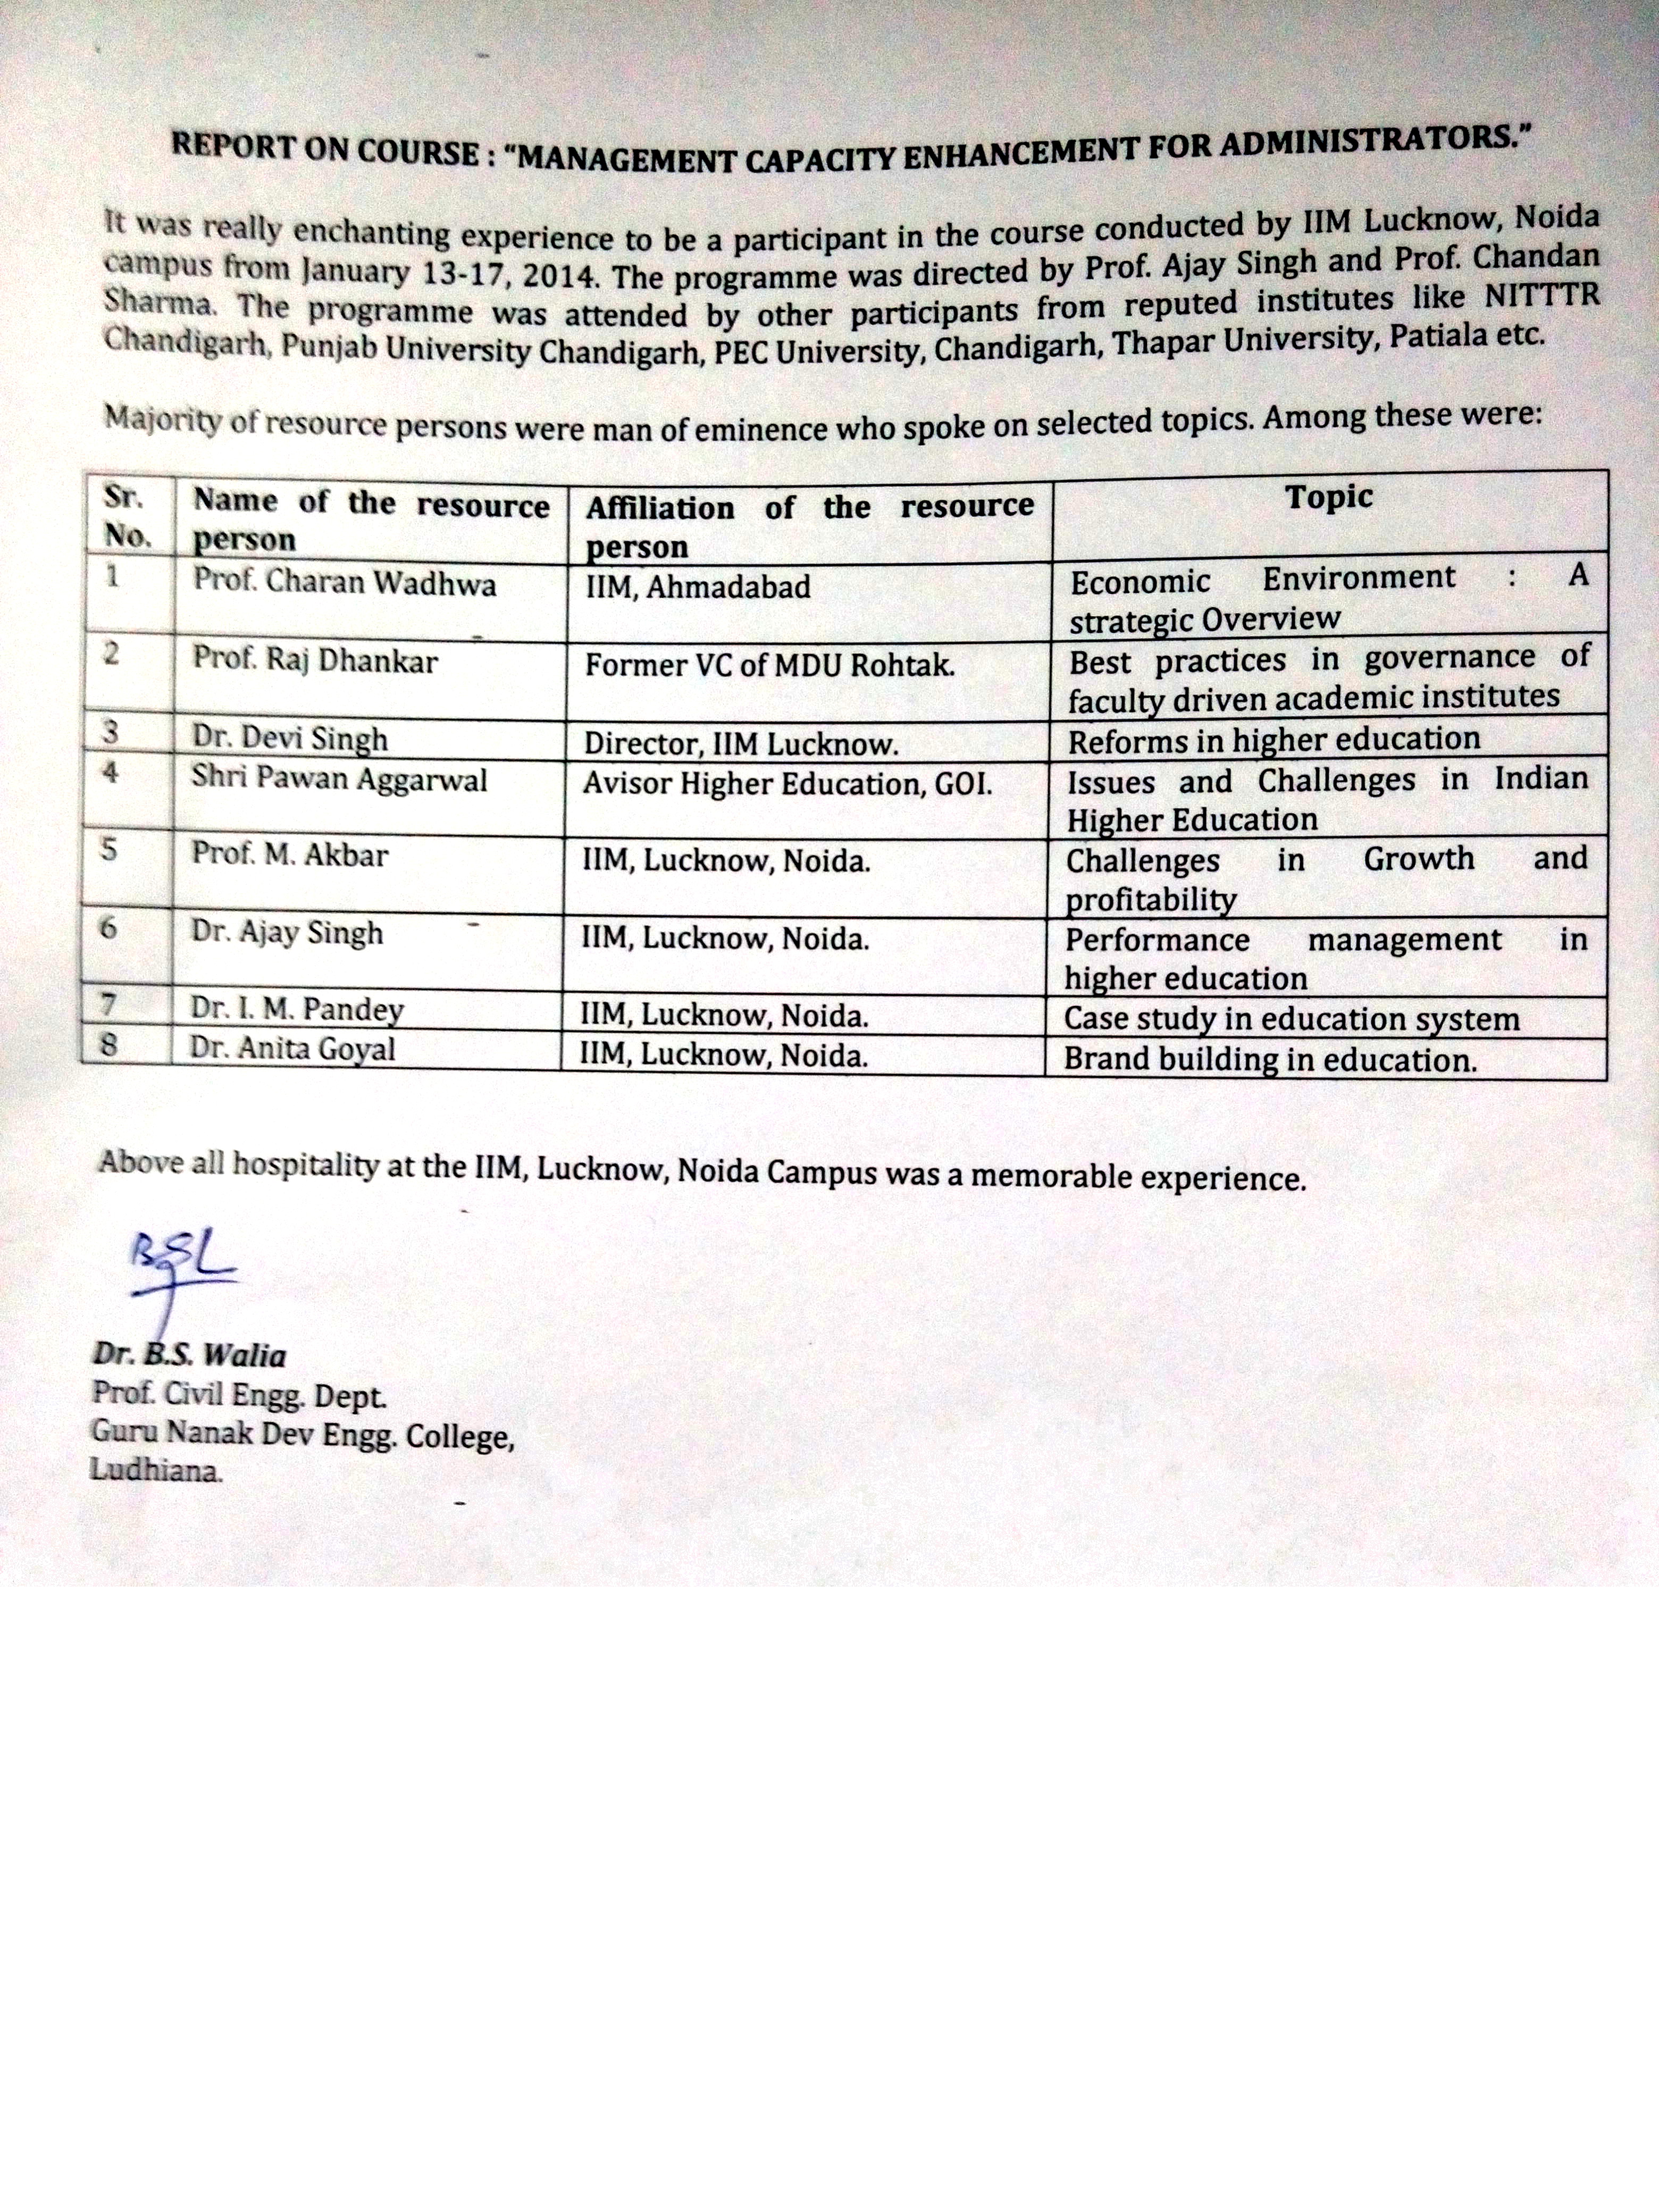 REPORT ON COURSE : “MANAGEMENT CAPACITY ENHANCEMENT FOR ADMINISTRATORS.”
It was really enchanting experience to be a participant in the course conducted by IIM Lucknow, Noida
campus from January 13-17, 2014. The programme was directed by Prof. Ajay Singh and Prof. Chandan
Sharma. The programme was attended by other participants from reputed institutes like NITTTR
Chandigarh, Punjab University Chandigarh, PEC University, Chandigarh, Thapar University, Patiala etc.
Majority of resource persons were man of eminence who spoke on selected topics. Among these were:
Sr. No. Name of the resource person Affiliation of the resource person Topic
1 Prof. Charan Wadhwa IIM, Ahmadabad Economic Environment : A
strategic Overview
2 Prof. Raj Dhankar Former VC of MDU Rohtak. Best practices in governance of
faculty driven academic institutes
3 Dr. Devi Singh Director, IIM Lucknow. Reforms in higher education
4 Shri Pawan Aggarwal Avisor Higher Education, GOI. Issues and Challenges in Indian
Higher Education
5 Prof. M. Akbar IIM, Lucknow, Noida. Challenges in Growth and
profitability
6 Dr. Ajay Singh IIM, Lucknow, Noida. Performance management in
higher education
7 Dr. I. M. Pandey IIM, Lucknow, Noida. Case study in education system
8 Dr. Anita Goyal IIM, Lucknow, Noida. Brand building in education.
Above all hospitality at the IIM, Lucknow, Noida Campus was a memorable experience.
Dr. B.S. Walia
Prof. Civil Engg. Dept.
Guru Nanak Dev Engg. College,
Ludhiana.